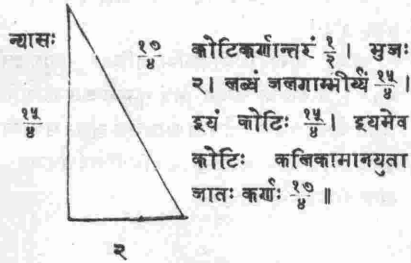 न्यासः
१५/४
१७/४
२
कोटिकर्णान्तरं १/२ । भुजः
२। लब्धं जलगाम्भीर्य्यं १५/४ ।
इयं कोटिः १५/४ । इयमेव
कोटिः कलिकामानयुता
जातः कर्णः १७/४ ॥